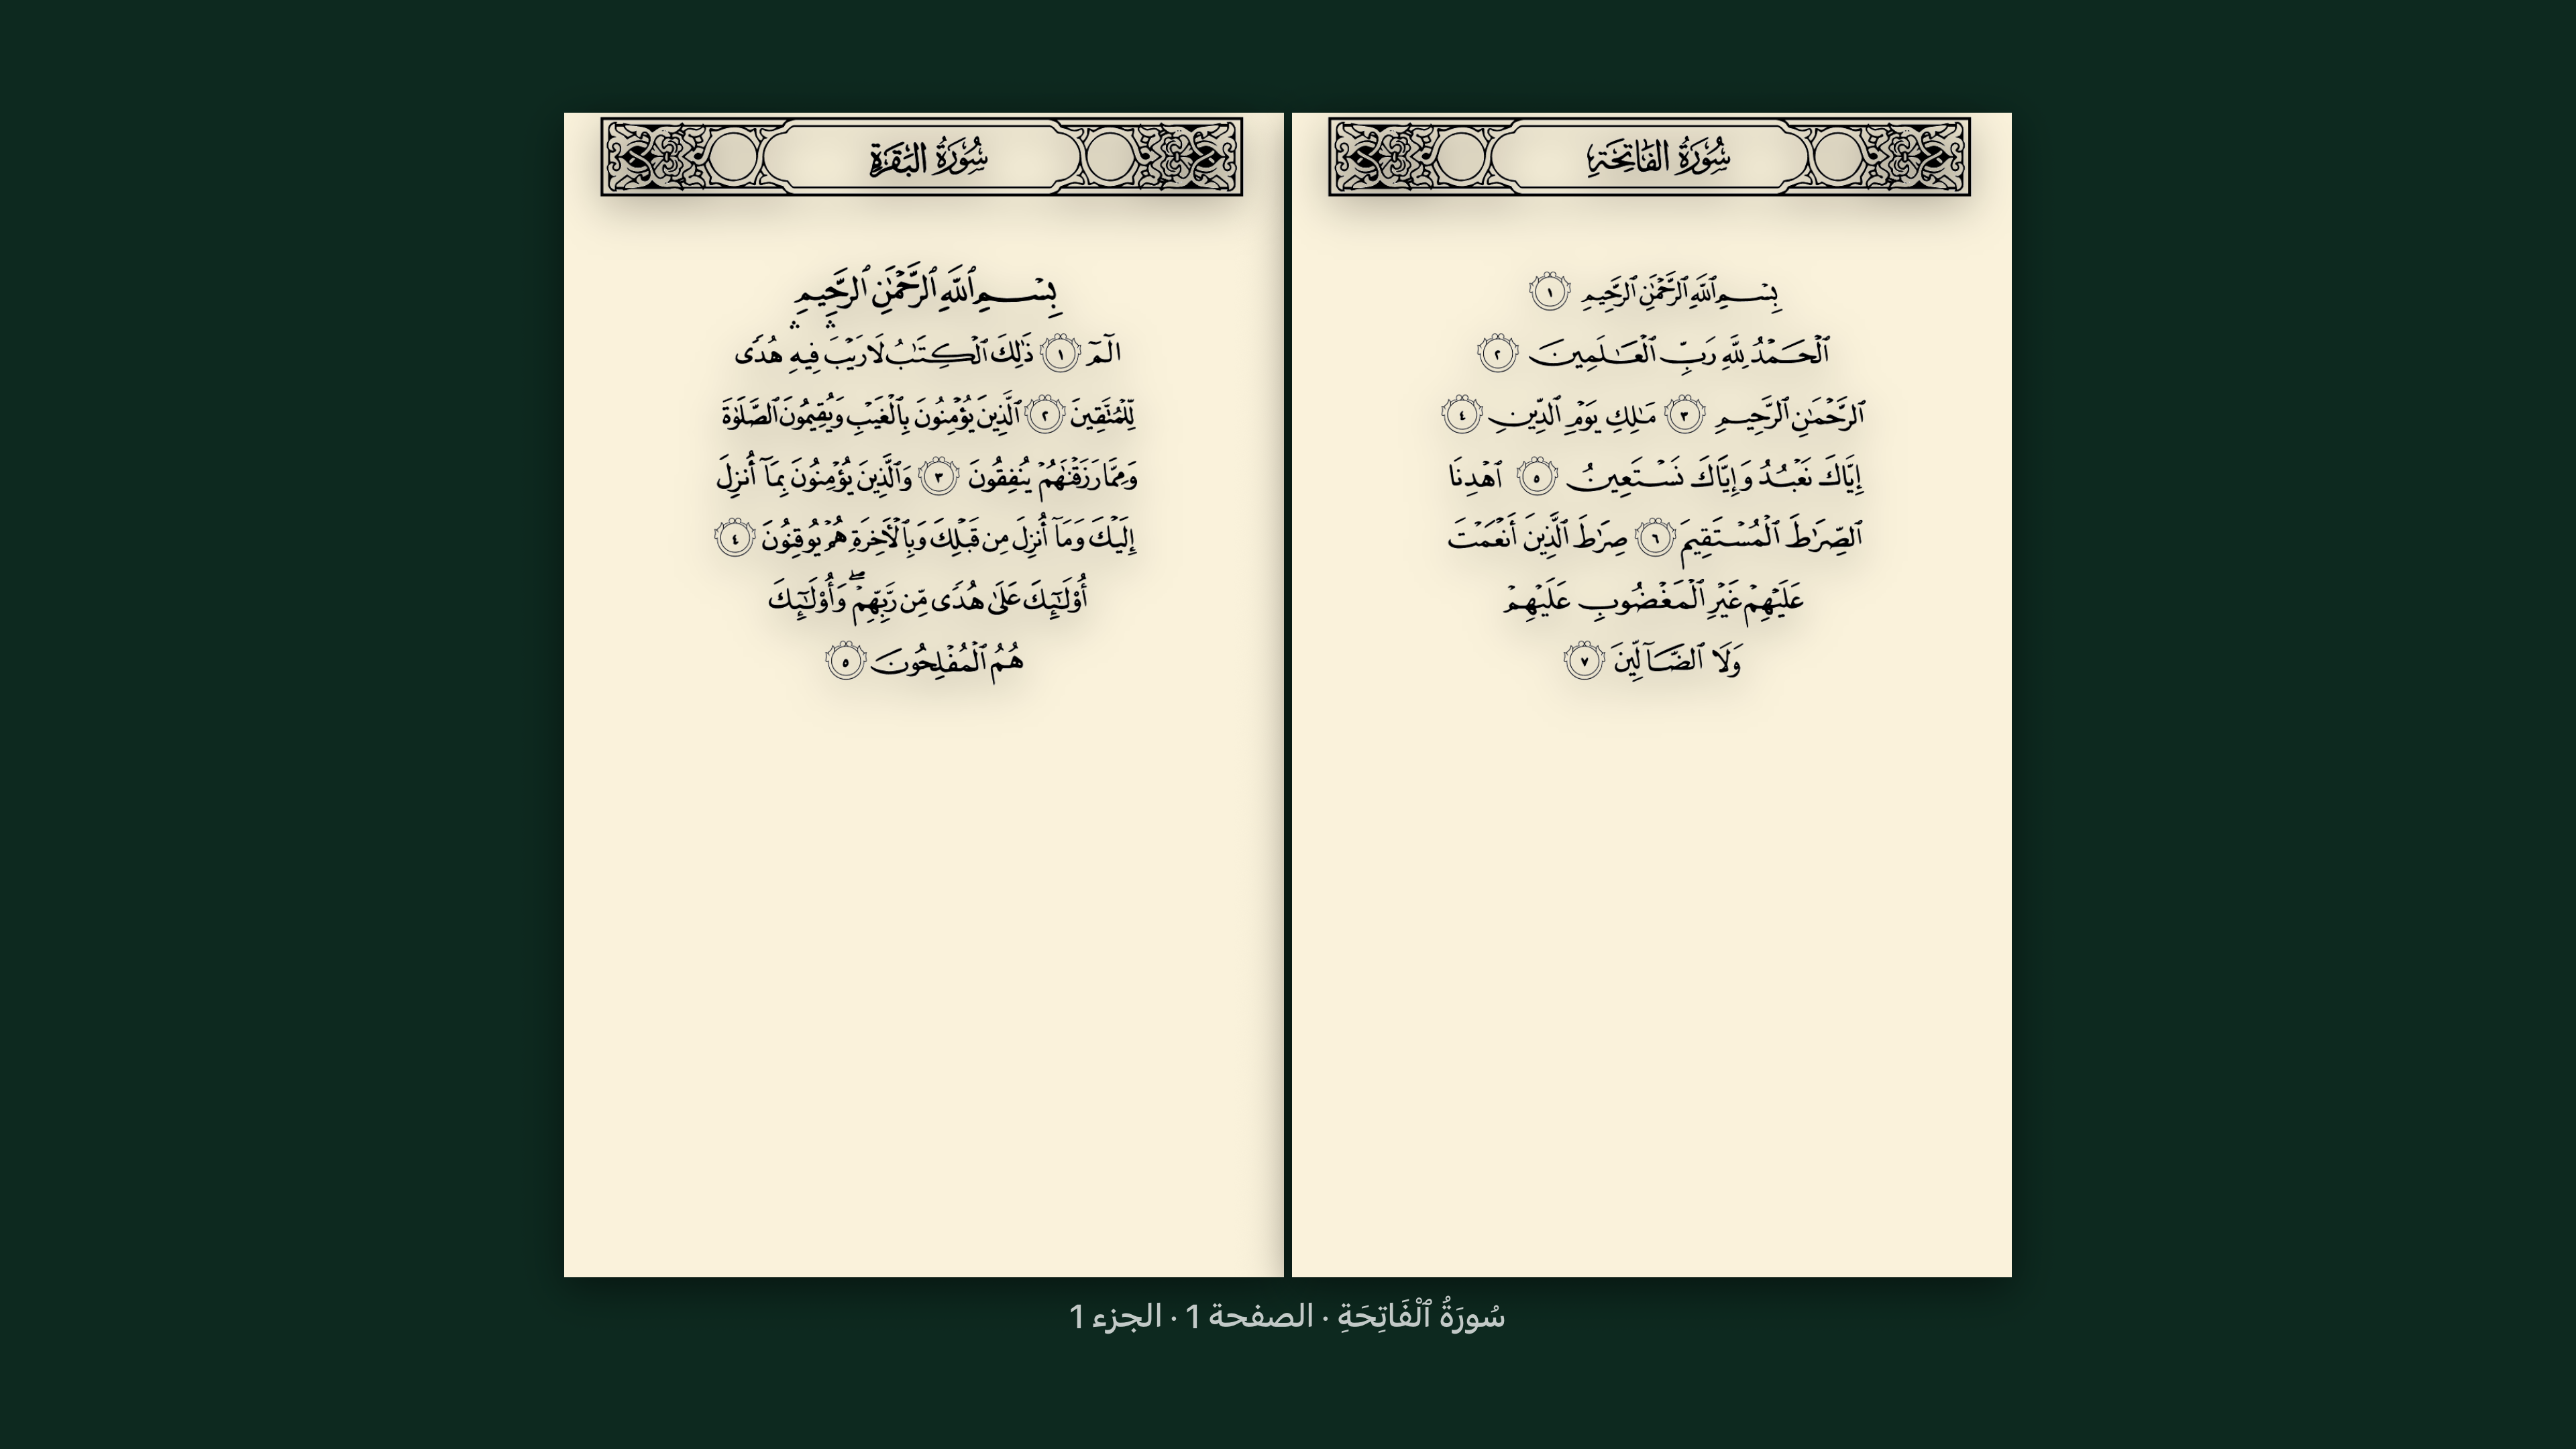 سُورَةُ الفَاتِحَةِ
بِسۡمِ ٱللَّهِ ٱلرَّحۡمَٰنِ ٱلرَّحِيمِ ١
ٱلۡحَمۡدُ لِلَّهِ رَبِّ ٱلۡعَٰلَمِينَ ٢
ٱلرَّحۡمَٰنِ ٱلرَّحِيمِ ٣ مَٰلِكِ يَوۡمِ ٱلدِّينِ ٤
إِيَّاكَ نَعۡبُدُ وَإِيَّاكَ نَسۡتَعِينُ ٥ ٱهۡدِنَا
ٱلصِّرَٰطَ ٱلۡمُسۡتَقِيمَ ٦ صِرَٰطَ ٱلَّذِينَ أَنۡعَمۡتَ
عَلَيۡهِمۡ غَيۡرِ ٱلۡمَغۡضُوبِ عَلَيۡهِمۡ
وَلَا ٱلضَّآلِّينَ ٧
سُورَةُ البَقَرَةِ
بِسۡمِ ٱللَّهِ ٱلرَّحۡمَٰنِ ٱلرَّحِيمِ
الٓمٓ ١ ذَٰلِكَ ٱلۡكِتَٰبُ لَا رَيۡبَۛ فِيهِۛ هُدٗى
لِّلۡمُتَّقِينَ ٢ ٱلَّذِينَ يُؤۡمِنُونَ بِٱلۡغَيۡبِ وَيُقِيمُونَ ٱلصَّلَوٰةَ
وَمِمَّا رَزَقۡنَٰهُمۡ يُنفِقُونَ ٣ وَٱلَّذِينَ يُؤۡمِنُونَ بِمَآ أُنزِلَ
إِلَيۡكَ وَمَآ أُنزِلَ مِن قَبۡلِكَ وَبِٱلۡأٓخِرَةِ هُمۡ يُوقِنُونَ ٤
أُوْلَٰٓئِكَ عَلَىٰ هُدٗى مِّن رَّبِّهِمۡۖ وَأُوْلَٰٓئِكَ
هُمُ ٱلۡمُفۡلِحُونَ ٥
سُورَةُ ٱلْفَاتِحَةِ · الصفحة 1 · الجزء 1